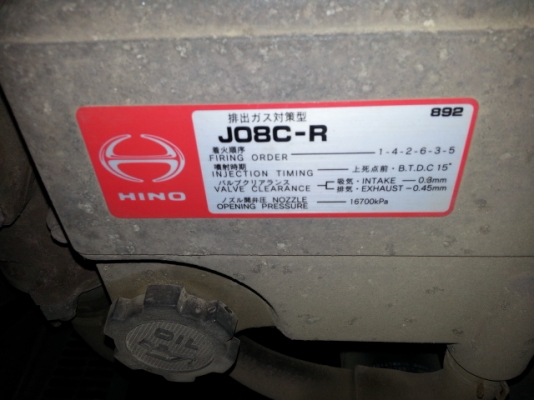 排出ガス対策型
892
J08C-R
着火順序
FIRING ORDER 1-4-2-6-3-5
噴射時期
INJECTION TIMING 上死点前・B.T.D.C 15°
バルブクリアランス
VALVE CLEARANCE
吸気・INTAKE 0.3mm
排気・EXHAUST 0.45mm
ノズル開弁圧 NOZZLE
OPENING PRESSURE 16700kPa
HINO
OIL